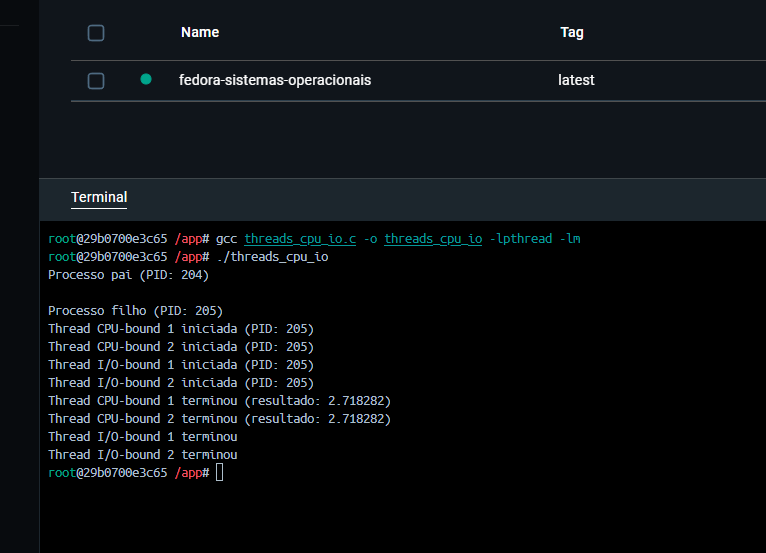 Name Tag
fedora-sistemas-operacionais latest
Terminal
root@29b0700e3c65 /app# gcc threads_cpu_io.c -o threads_cpu_io -lpthread -lm
root@29b0700e3c65 /app# ./threads_cpu_io
Processo pai (PID: 204)
Processo filho (PID: 205)
Thread CPU-bound 1 iniciada (PID: 205)
Thread CPU-bound 2 iniciada (PID: 205)
Thread I/O-bound 1 iniciada (PID: 205)
Thread I/O-bound 2 iniciada (PID: 205)
Thread CPU-bound 1 terminou (resultado: 2.718282)
Thread CPU-bound 2 terminou (resultado: 2.718282)
Thread I/O-bound 1 terminou
Thread I/O-bound 2 terminou
root@29b0700e3c65 /app#